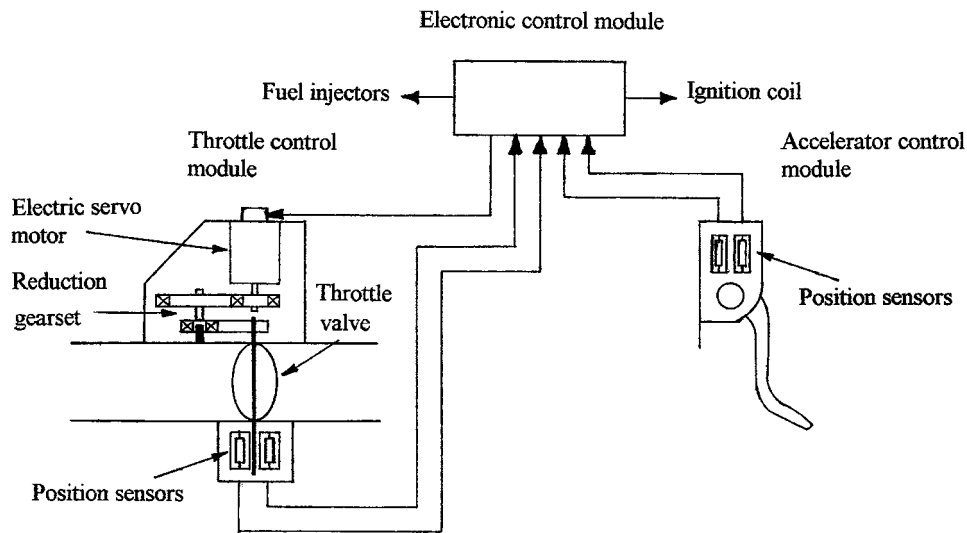 Electronic control module
Fuel injectors
Ignition coil
Throttle control
module
Accelerator control
module
Electric servo
motor
Reduction
gearset
Throttle
valve
Position sensors
Position sensors